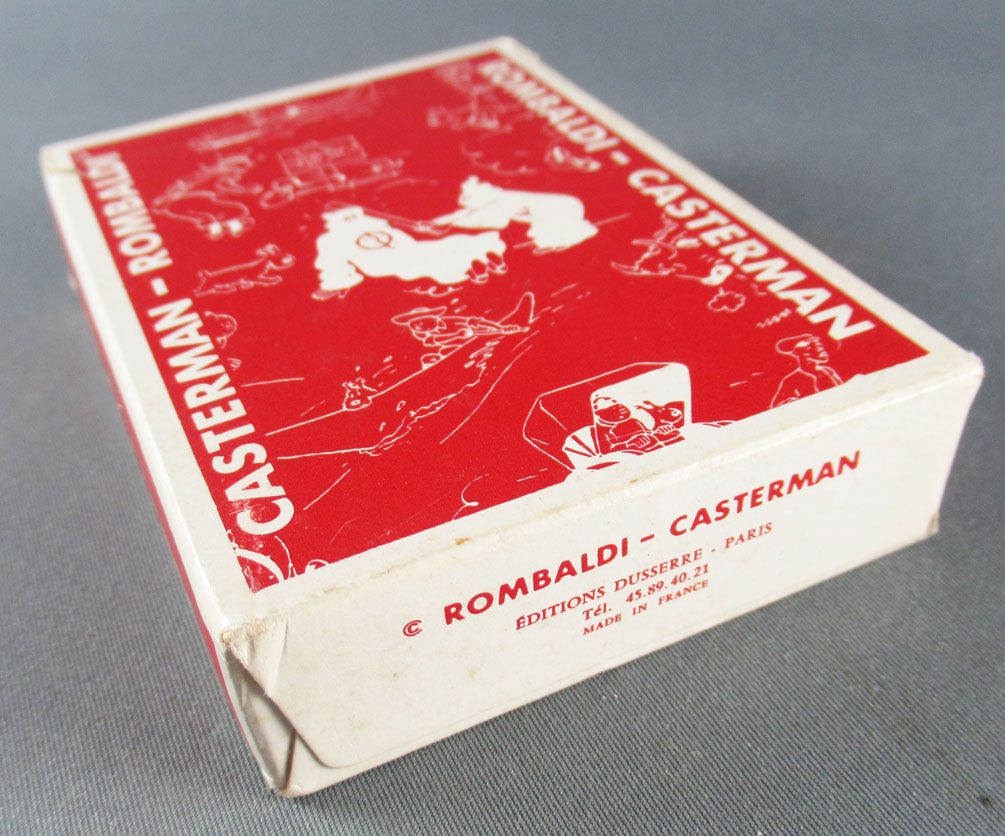 ROMBALDI - CASTERMAN
© CASTERMAN - ROMBALDI
© ROMBALDI - CASTERMAN
ÉDITIONS DUSSERRE - PARIS
Tél. 45.89.40.21
MADE IN FRANCE